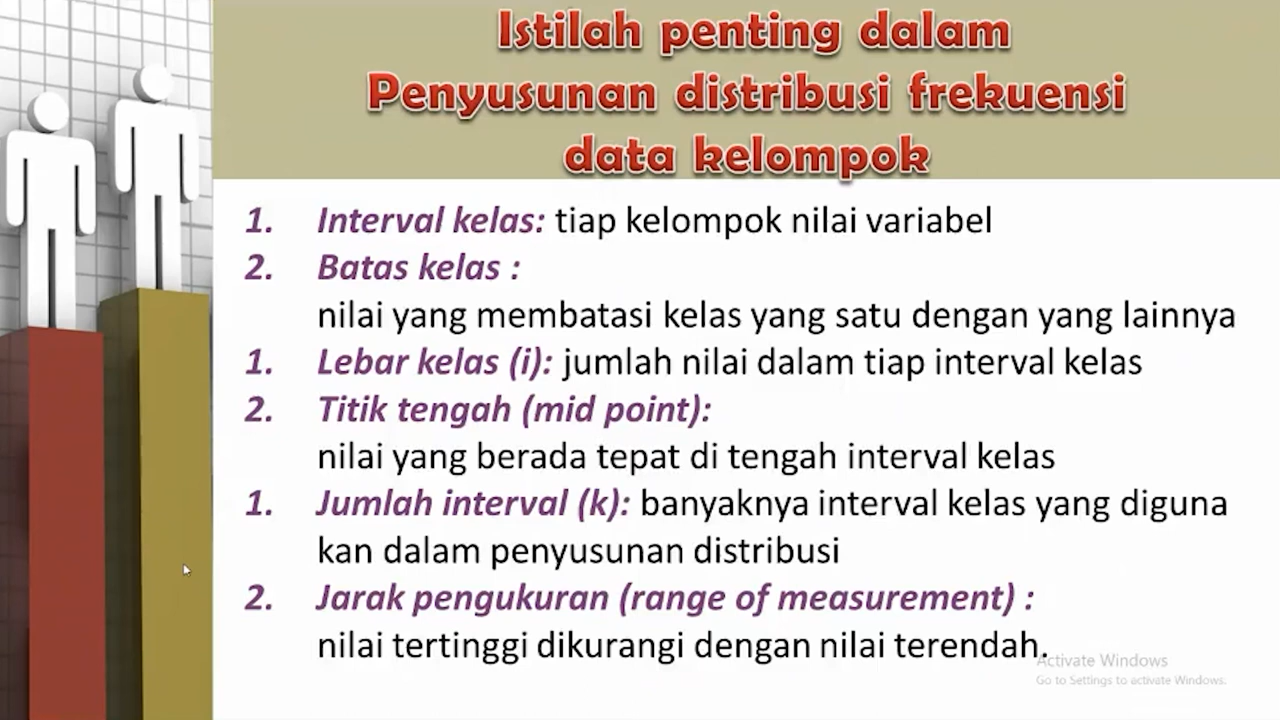 Istilah penting dalam
Penyusunan distribusi frekuensi
data kelompok
1. Interval kelas: tiap kelompok nilai variabel
2. Batas kelas :
nilai yang membatasi kelas yang satu dengan yang lainnya
1. Lebar kelas (i): jumlah nilai dalam tiap interval kelas
2. Titik tengah (mid point):
nilai yang berada tepat di tengah interval kelas
1. Jumlah interval (k): banyaknya interval kelas yang diguna
kan dalam penyusunan distribusi
2. Jarak pengukuran (range of measurement) :
nilai tertinggi dikurangi dengan nilai terendah.
Activate Windows
Go to Settings to activate Windows.